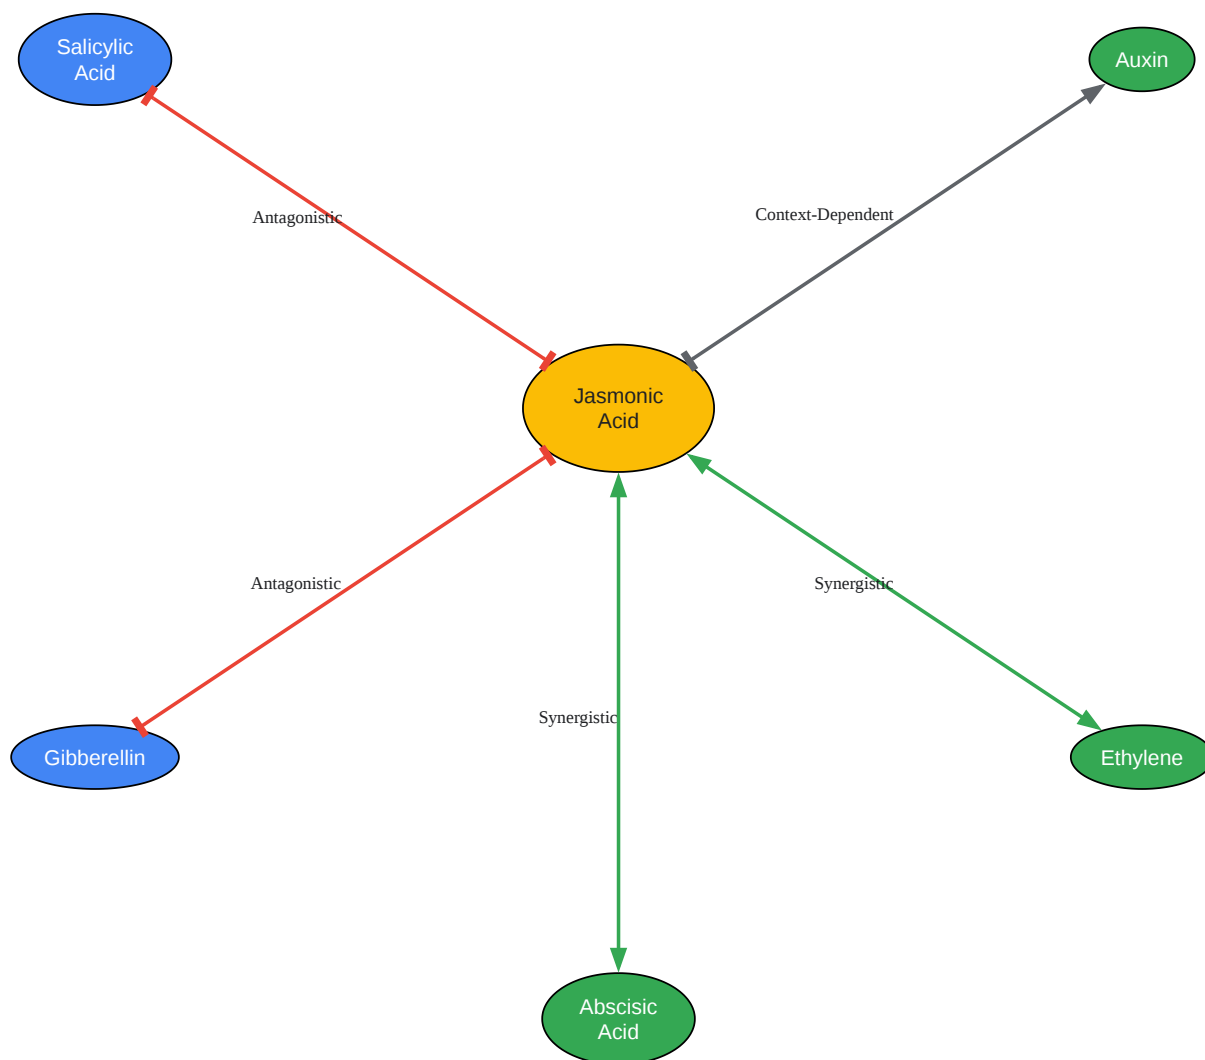 Salicylic
Acid
Auxin
Antagonistic
Context-Dependent
Jasmonic
Acid
Antagonistic
Synergistic
Synergistic
Gibberellin
Ethylene
Abscisic
Acid